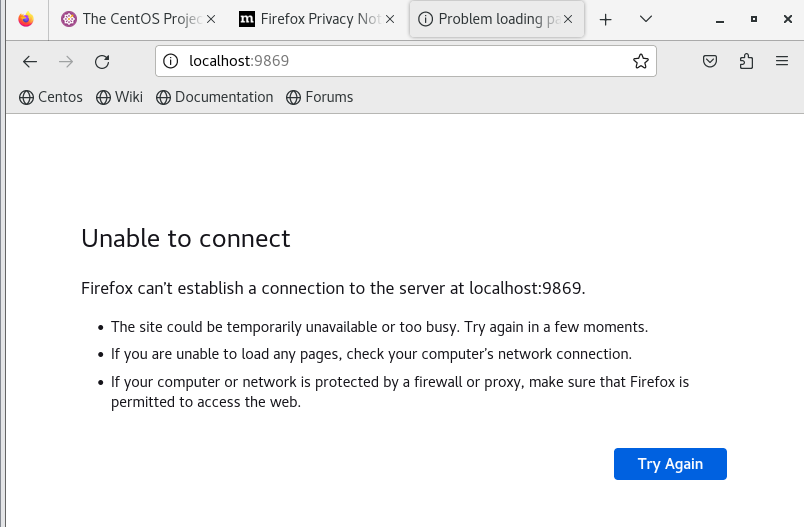 The CentOS Projec
Firefox Privacy Not
Problem loading pa
localhost:9869
Centos
Wiki
Documentation
Forums
Unable to connect
Firefox can't establish a connection to the server at localhost:9869.
The site could be temporarily unavailable or too busy. Try again in a few moments.
If you are unable to load any pages, check your computer's network connection.
If your computer or network is protected by a firewall or proxy, make sure that Firefox is
permitted to access the web.
Try Again